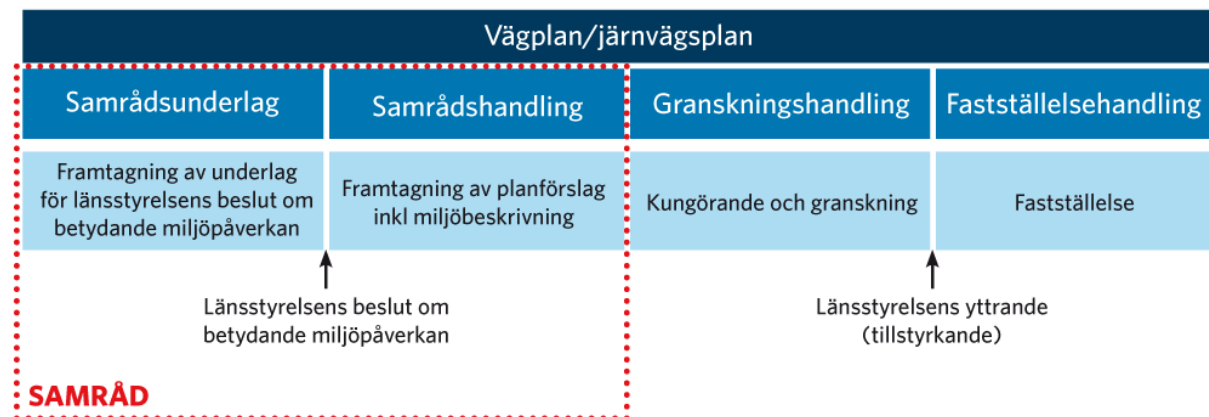 Vägplan/järnvägsplan
Samrådsunderlag
Samrådshandling
Granskningshandling
Fastställelsehandling
Framtagning av underlag
för länsstyrelsens beslut om
betydande miljöpåverkan
Framtagning av planförslag
inkl miljöbeskrivning
Kungörande och granskning
Fastställelse
Länsstyrelsens beslut om
betydande miljöpåverkan
Länsstyrelsens yttrande
(tillstyrkande)
SAMRÅD